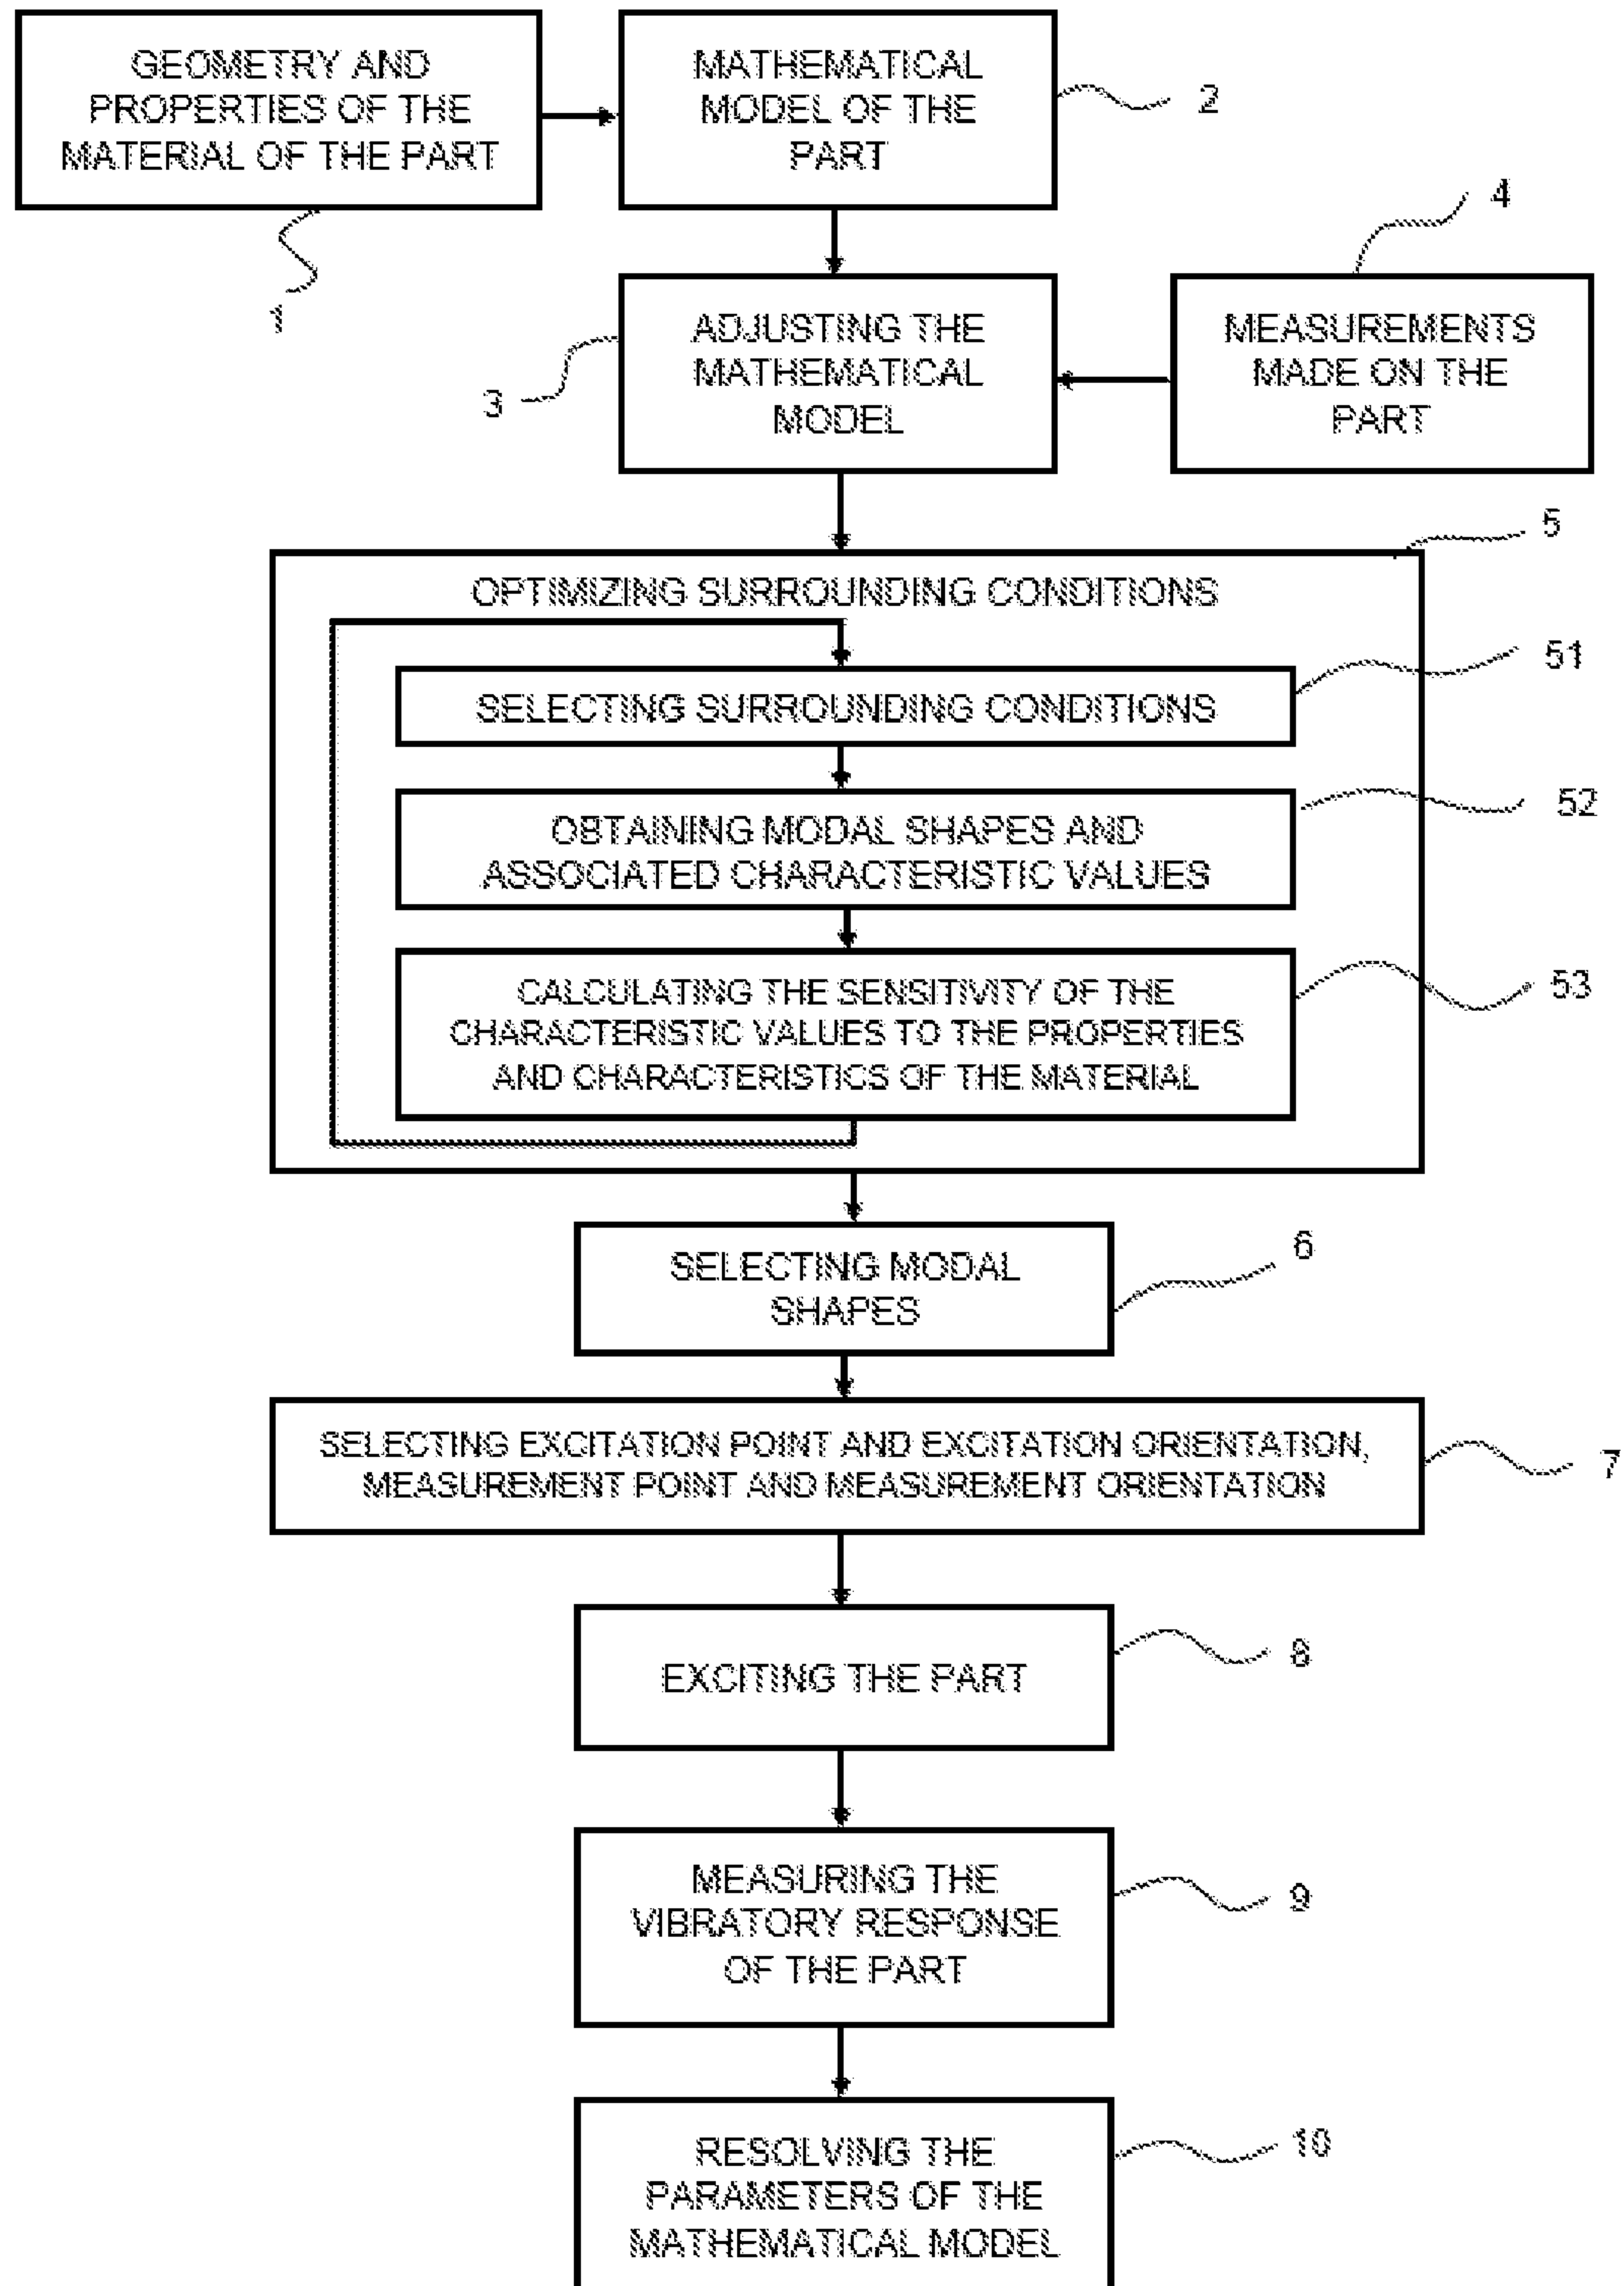 GEOMETRY AND
PROPERTIES OF THE
MATERIAL OF THE PART
1
MATHEMATICAL
MODEL OF THE
PART
2
ADJUSTING THE
MATHEMATICAL
MODEL
3
MEASUREMENTS
MADE ON THE
PART
4
5
OPTIMIZING SURROUNDING CONDITIONS
SELECTING SURROUNDING CONDITIONS
51
OBTAINING MODAL SHAPES AND
ASSOCIATED CHARACTERISTIC VALUES
52
CALCULATING THE SENSITIVITY OF THE
CHARACTERISTIC VALUES TO THE PROPERTIES
AND CHARACTERISTICS OF THE MATERIAL
53
SELECTING MODAL
SHAPES
6
SELECTING EXCITATION POINT AND EXCITATION ORIENTATION,
MEASUREMENT POINT AND MEASUREMENT ORIENTATION
7
EXCITING THE PART
8
MEASURING THE
VIBRATORY RESPONSE
OF THE PART
9
RESOLVING THE
PARAMETERS OF THE
MATHEMATICAL MODEL
10